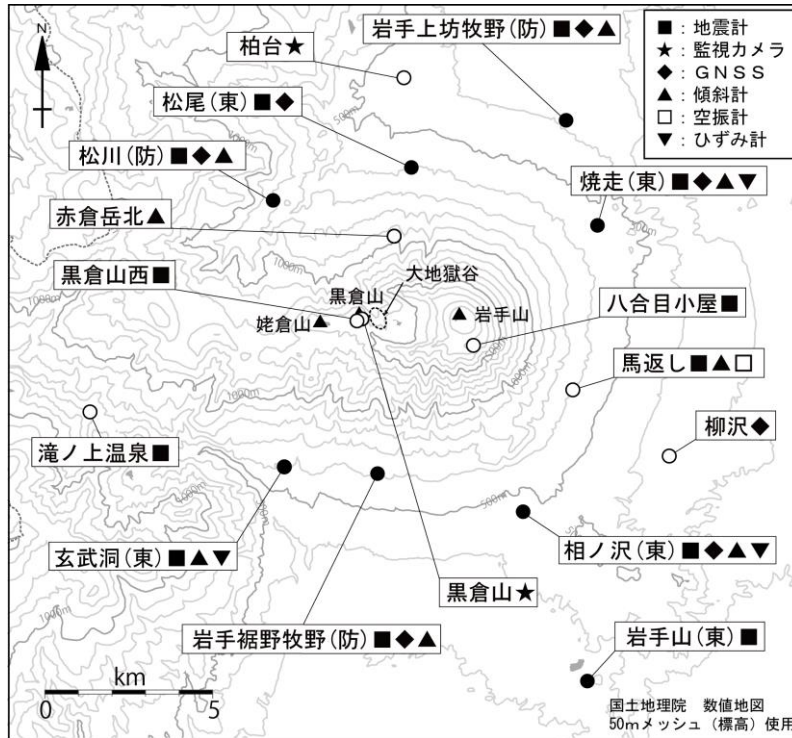 N
柏台★
岩手上坊牧野(防)■◆▲
■：地震計
★：監視カメラ
◆：GNSS
▲：傾斜計
□：空振計
▼：ひずみ計
松尾(東)■◆
松川(防)■◆▲
焼走(東)■◆▲▼
赤倉岳北▲
大地獄谷
黒倉山西■
黒倉山
姥倉山
岩手山
八合目小屋■
馬返し■▲□
柳沢◆
滝ノ上温泉■
玄武洞(東)■▲▼
相ノ沢(東)■◆▲▼
黒倉山★
岩手裾野牧野(防)■◆▲
岩手山(東)■
km
0 5
国土地理院 数値地図
50mメッシュ(標高)使用
500m
1000m
1000m
500m
1000m
500m